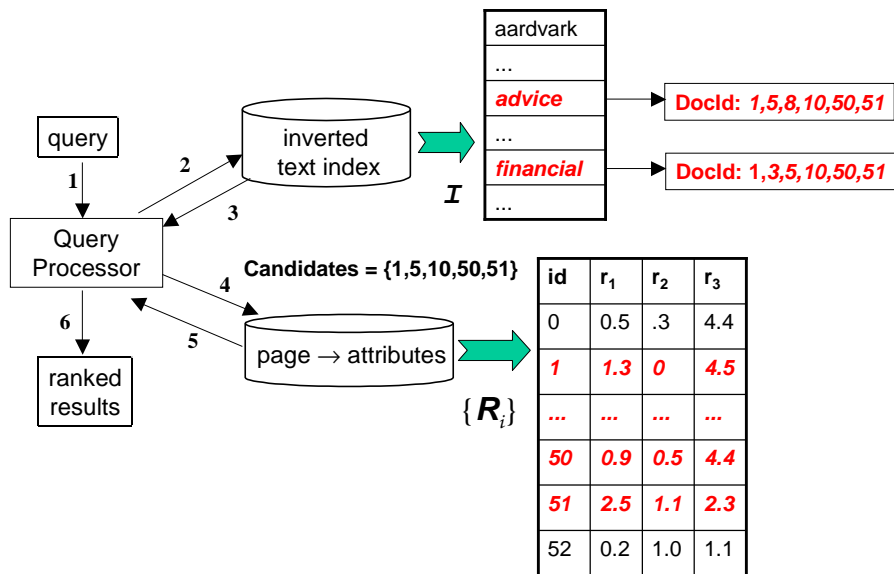 aardvark
...
advice
DocId: 1,5,8,10,50,51
...
financial
DocId: 1,3,5,10,50,51
...
query
inverted
text index
I
1
2
3
Query
Processor
4
5
6
Candidates = {1,5,10,50,51}
page → attributes
{Rᵢ}
ranked
results
id r₁ r₂ r₃
0 0.5 .3 4.4
1 1.3 0 4.5
... ... ... ...
50 0.9 0.5 4.4
51 2.5 1.1 2.3
52 0.2 1.0 1.1